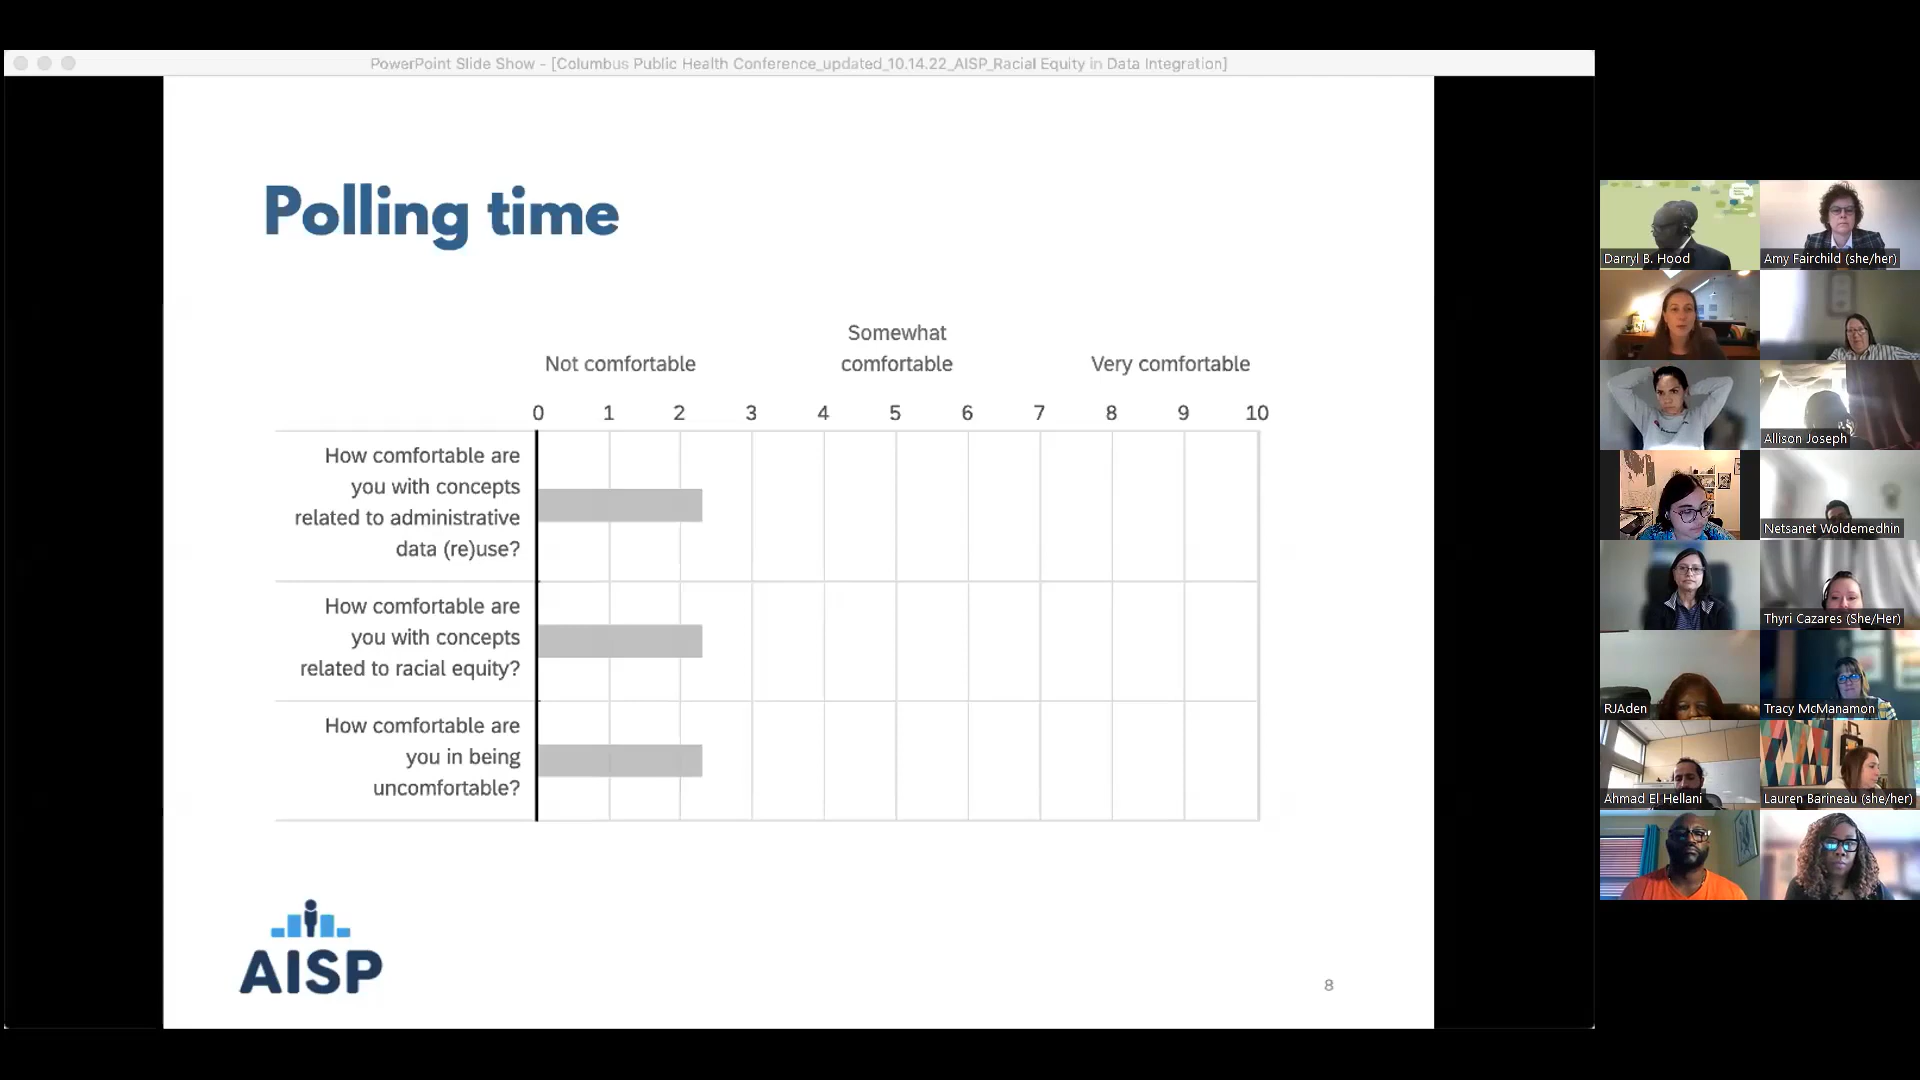 PowerPoint Slide Show - [Columbus Public Health Conference_updated_10.14.22_AISP_Racial Equity in Data Integration]
Polling time
Not comfortable
Somewhat
comfortable
Very comfortable
0 1 2 3 4 5 6 7 8 9 10
How comfortable are
you with concepts
related to administrative
data (re)use?
How comfortable are
you with concepts
related to racial equity?
How comfortable are
you in being
uncomfortable?
AISP
8
Darryl B. Hood
Amy Fairchild (she/her)
Allison Joseph
Netsanet Woldemedhin
Thyri Cazares (She/Her)
RJAden
Tracy McManamon
Ahmad El Hellani
Lauren Barineau (she/her)